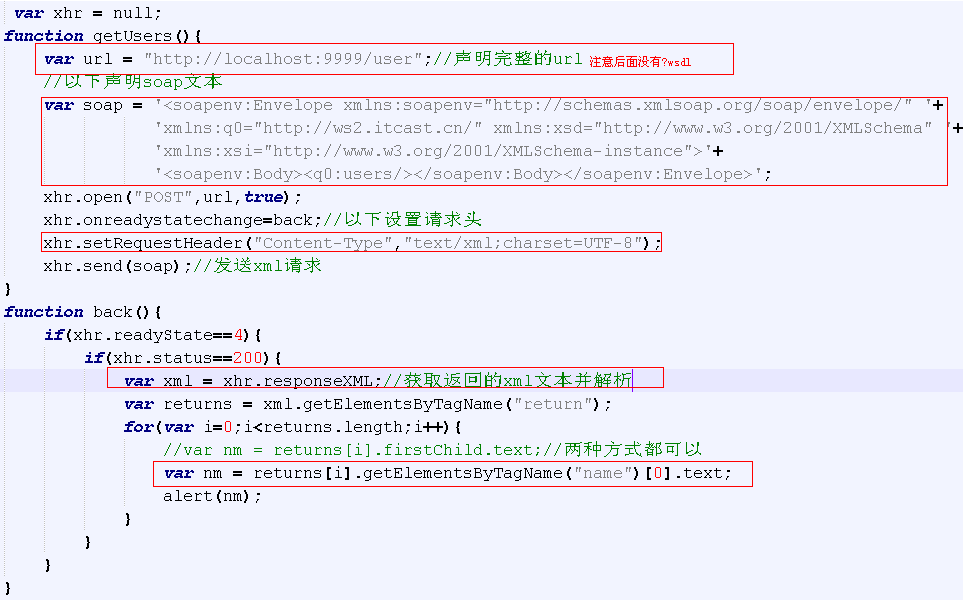 var xhr = null;
function getUsers(){
var url = "http://localhost:9999/user";//声明完整的url 注意后面没有?wsdl
//以下声明soap文本
var soap = '<soapenv:Envelope xmlns:soapenv="http://schemas.xmlsoap.org/soap/envelope/" '+
'xmlns:q0="http://ws2.itcast.cn/" xmlns:xsd="http://www.w3.org/2001/XMLSchema" '+
'xmlns:xsi="http://www.w3.org/2001/XMLSchema-instance">'+
'<soapenv:Body><q0:users/></soapenv:Body></soapenv:Envelope>';
xhr.open("POST",url,true);
xhr.onreadystatechange=back;//以下设置请求头
xhr.setRequestHeader("Content-Type","text/xml;charset=UTF-8");
xhr.send(soap);//发送xml请求
}
function back(){
if(xhr.readyState==4){
if(xhr.status==200){
var xml = xhr.responseXML;//获取返回的xml文本并解析
var returns = xml.getElementsByTagName("return");
for(var i=0;i<returns.length;i++){
//var nm = returns[i].firstChild.text;//两种方式都可以
var nm = returns[i].getElementsByTagName("name")[0].text;
alert(nm);
}
}
}
}